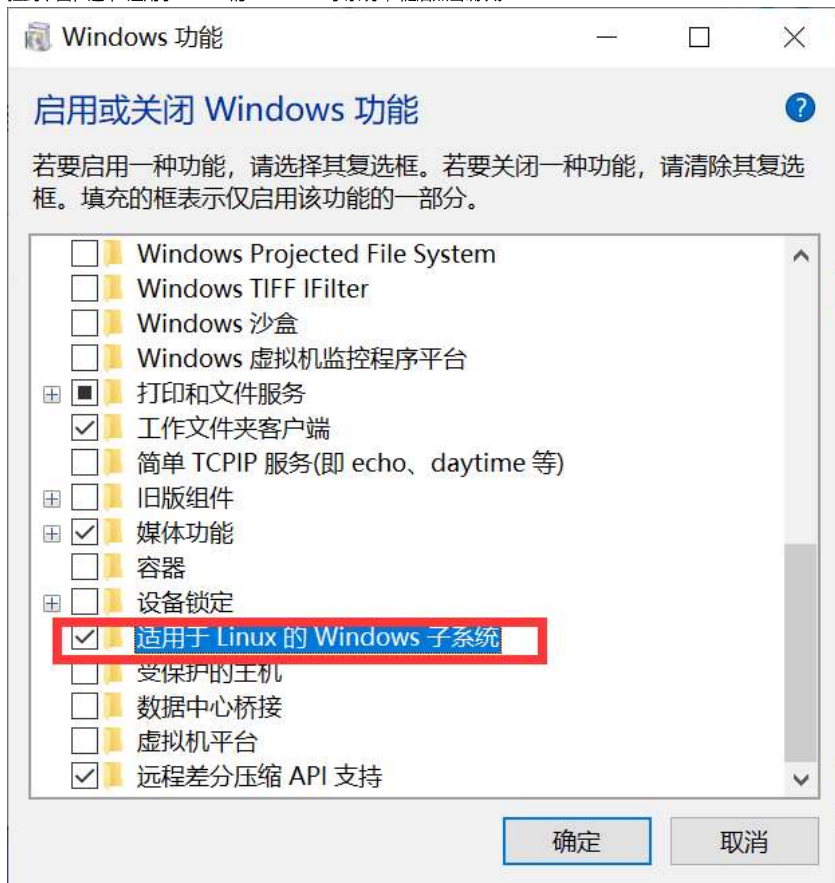 Windows 功能
启用或关闭 Windows 功能
若要启用一种功能，请选择其复选框。若要关闭一种功能，请清除其复选
框。填充的框表示仅启用该功能的一部分。
Windows Projected File System
Windows TIFF IFilter
Windows 沙盒
Windows 虚拟机监控程序平台
打印和文件服务
工作文件夹客户端
简单 TCPIP 服务(即 echo、daytime 等)
旧版组件
媒体功能
容器
设备锁定
适用于 Linux 的 Windows 子系统
受保护的主机
数据中心桥接
虚拟机平台
远程差分压缩 API 支持
确定
取消